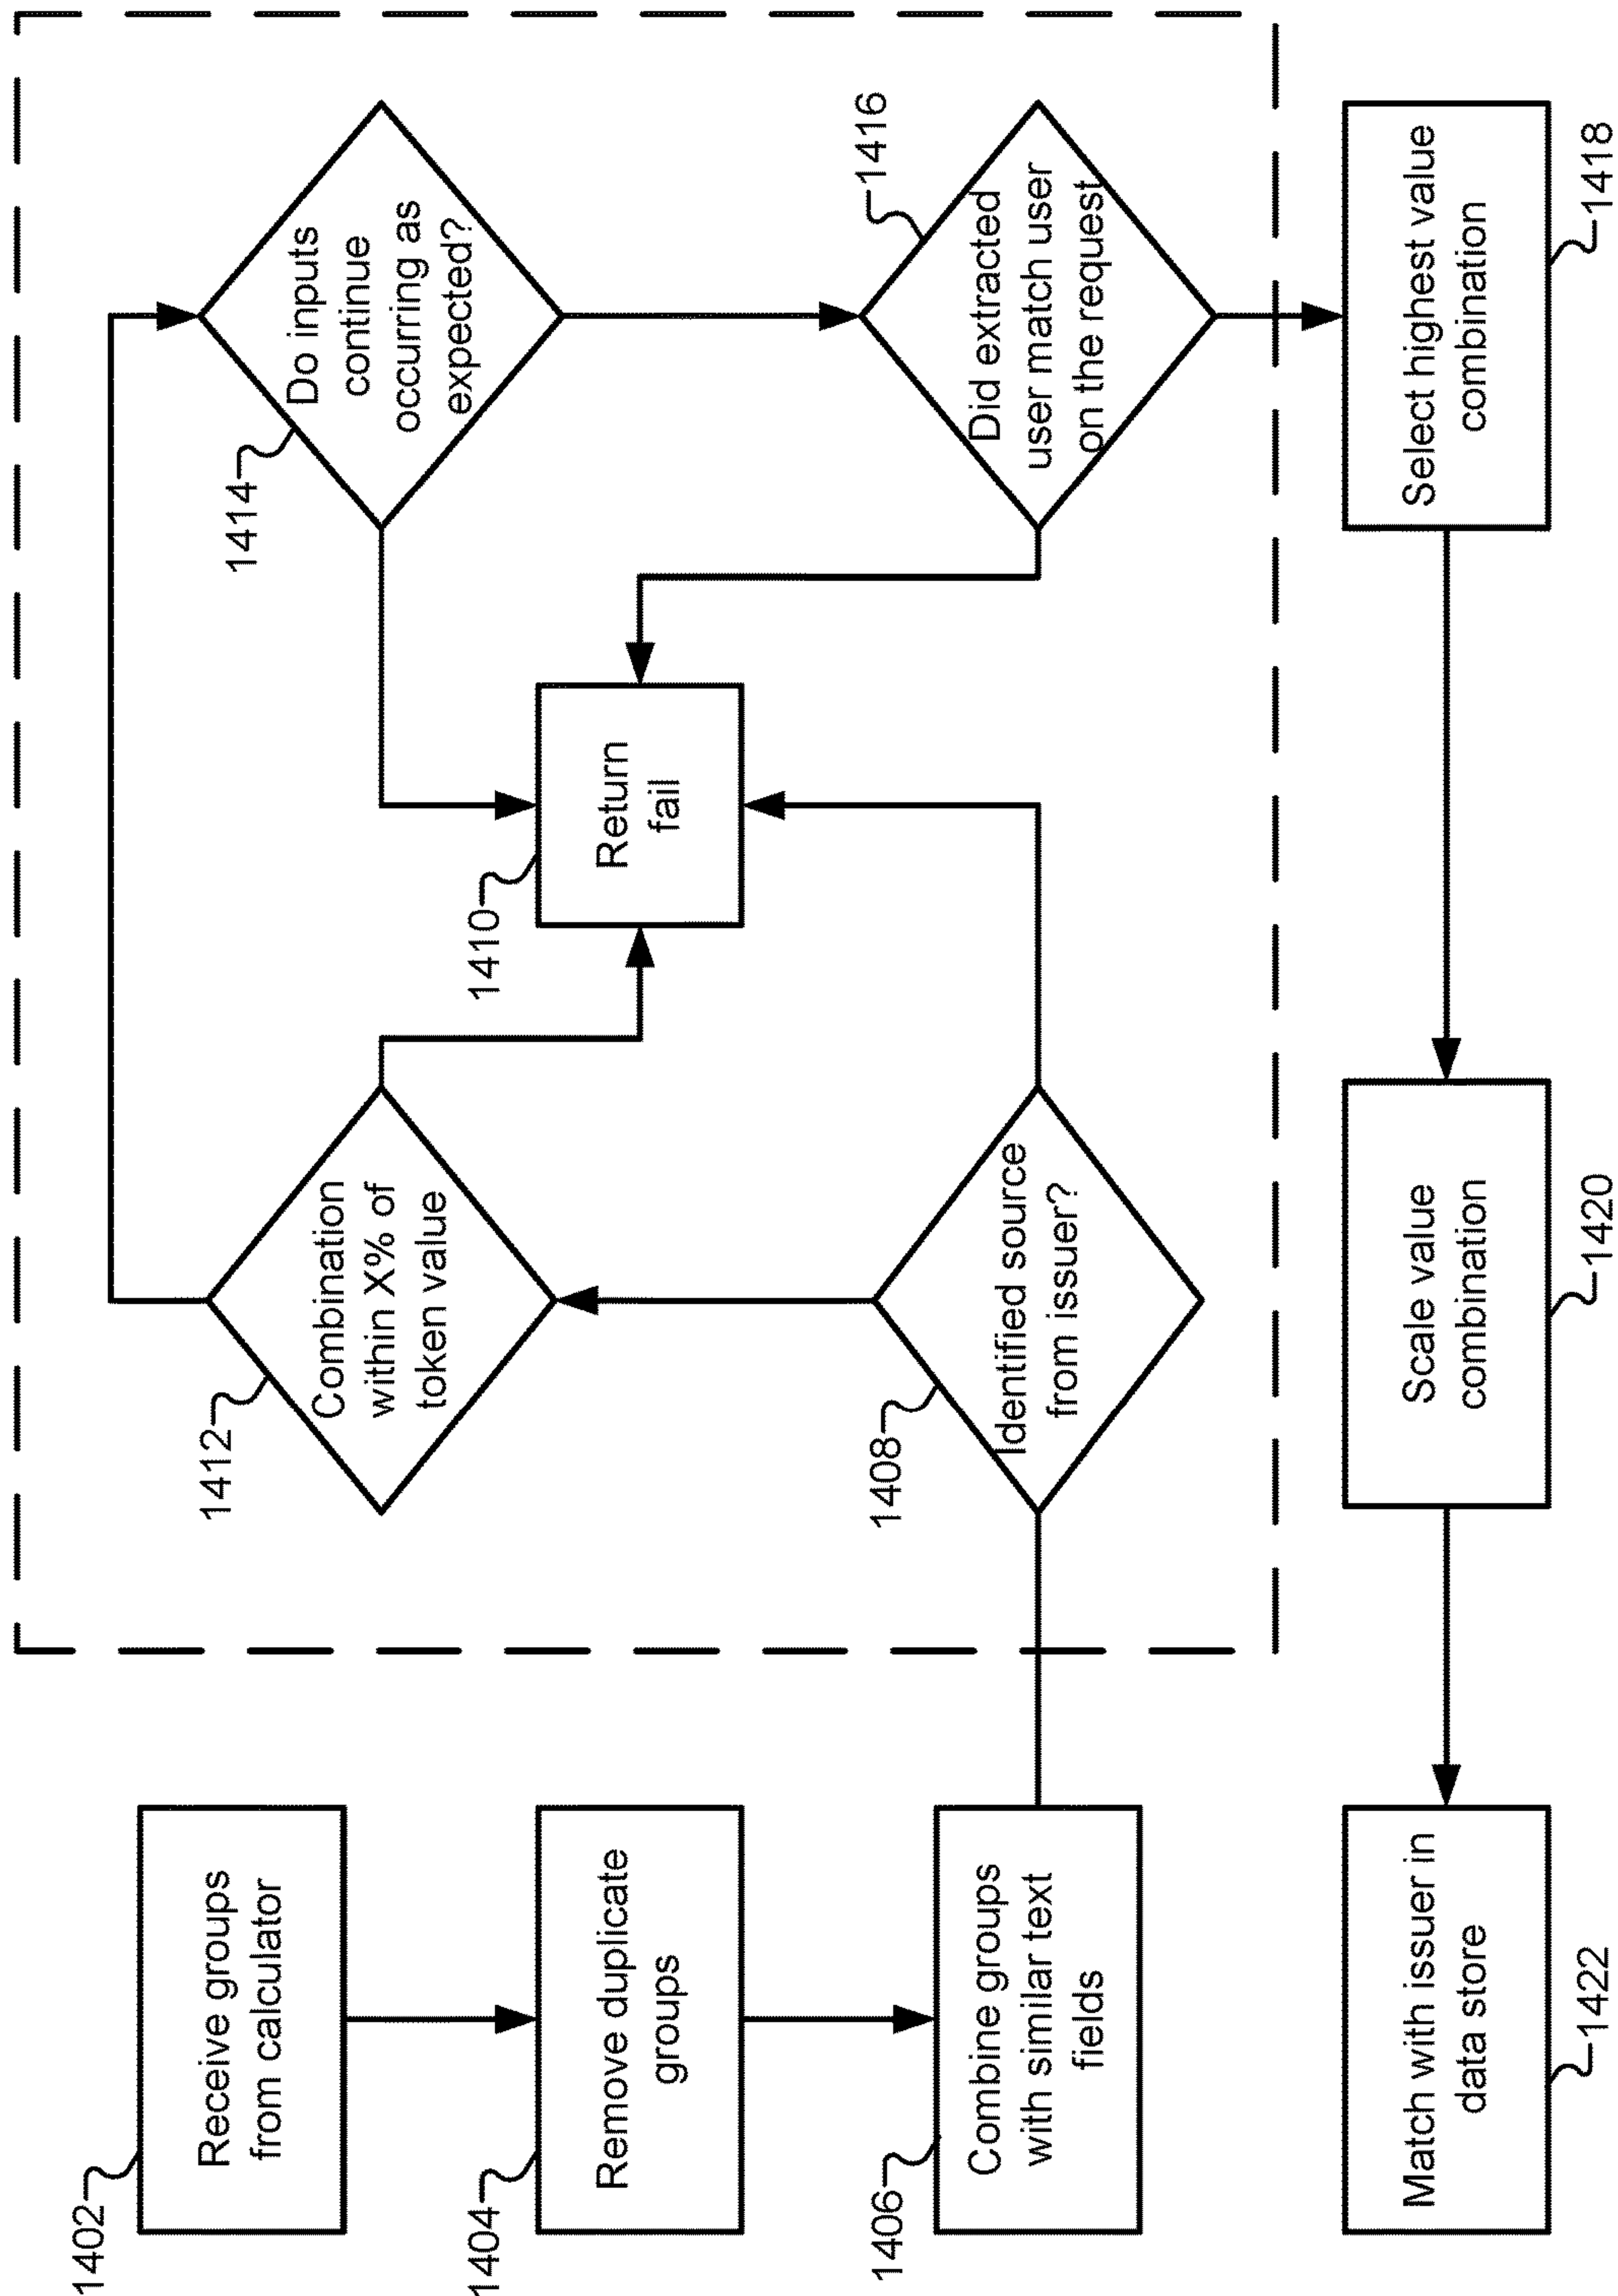 1402
Receive groups
from calculator
1404
Remove duplicate
groups
1406
Combine groups
with similar text
fields
1408
Identified source
from issuer?
1410
Return
fail
1412
Combination
within X% of
token value
1414
Do inputs
continue
occurring as
expected?
1416
Did extracted
user match user
on the request
Select highest value
combination
1418
Scale value
combination
1420
Match with issuer in
data store
1422